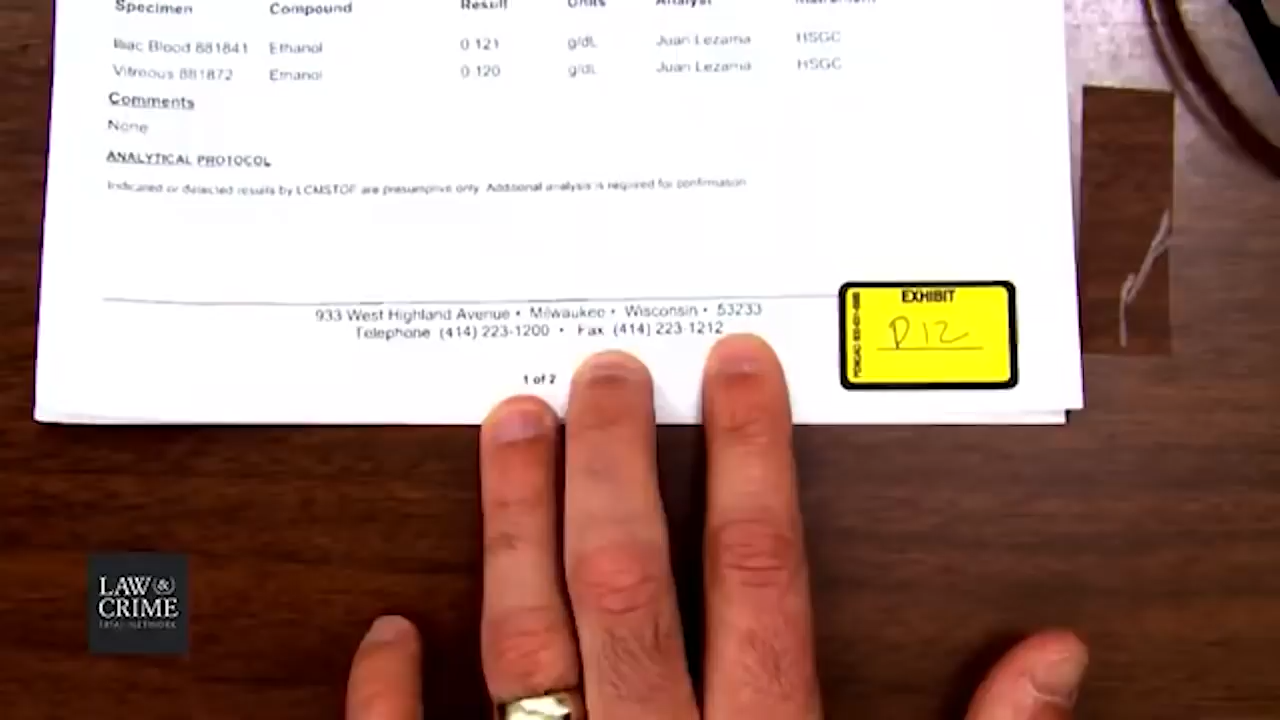 Specimen Compound Result Units Analyst Instrument
Iliac Blood 881841 Ethanol 0.121 g/dL Juan Lezama HSGC
Vitreous 881872 Ethanol 0.120 g/dL Juan Lezama HSGC
Comments
None
ANALYTICAL PROTOCOL
Indicated or detected results by LCMSTOF are presumptive only. Additional analysis is required for confirmation
933 West Highland Avenue • Milwaukee • Wisconsin • 53233
Telephone (414) 223-1200 • Fax (414) 223-1212
1 of 2
EXHIBIT
D12
LAW &
CRIME
TRIAL NETWORK